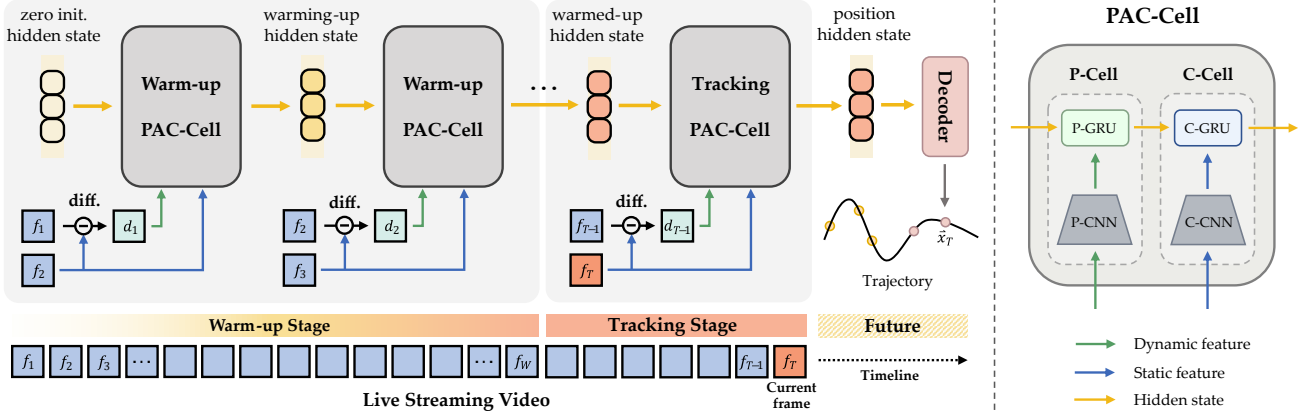 zero init.
hidden state
warming-up
hidden state
warmed-up
hidden state
position
hidden state
Warm-up
PAC-Cell
Warm-up
PAC-Cell
...
Tracking
PAC-Cell
Decoder
f1
diff.
d1
f2
f2
diff.
d2
f3
fT−1
diff.
dT−1
fT
x̂T
Trajectory
Warm-up Stage
Tracking Stage
Future
f1
f2
f3
...
...
fW
fT−1
fT
Timeline
Live Streaming Video
Current
frame
PAC-Cell
P-Cell
C-Cell
P-GRU
C-GRU
P-CNN
C-CNN
Dynamic feature
Static feature
Hidden state